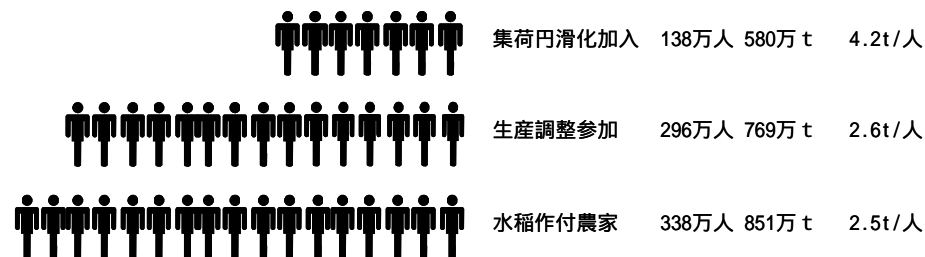 集荷円滑化加入 138万人 580万ｔ 4.2t/人
生産調整参加 296万人 769万ｔ 2.6t/人
水稲作付農家 338万人 851万ｔ 2.5t/人